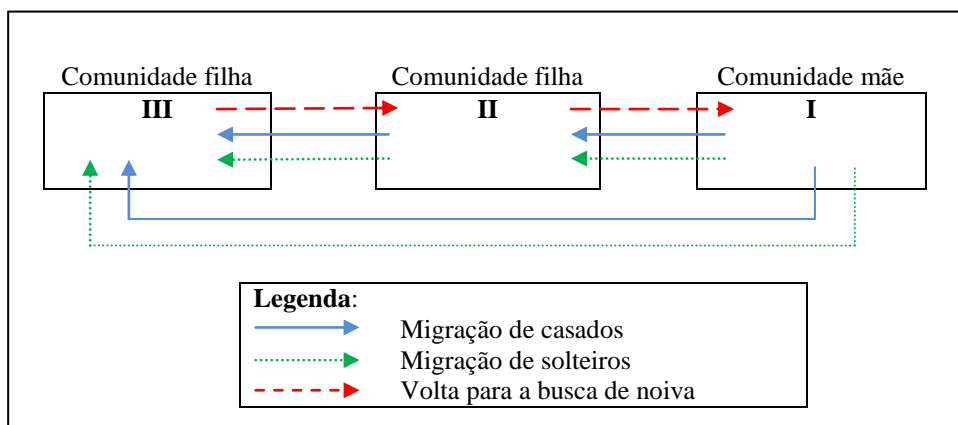 Comunidade filha Comunidade filha Comunidade mãe
III II I
Legenda:
Migração de casados
Migração de solteiros
Volta para a busca de noiva